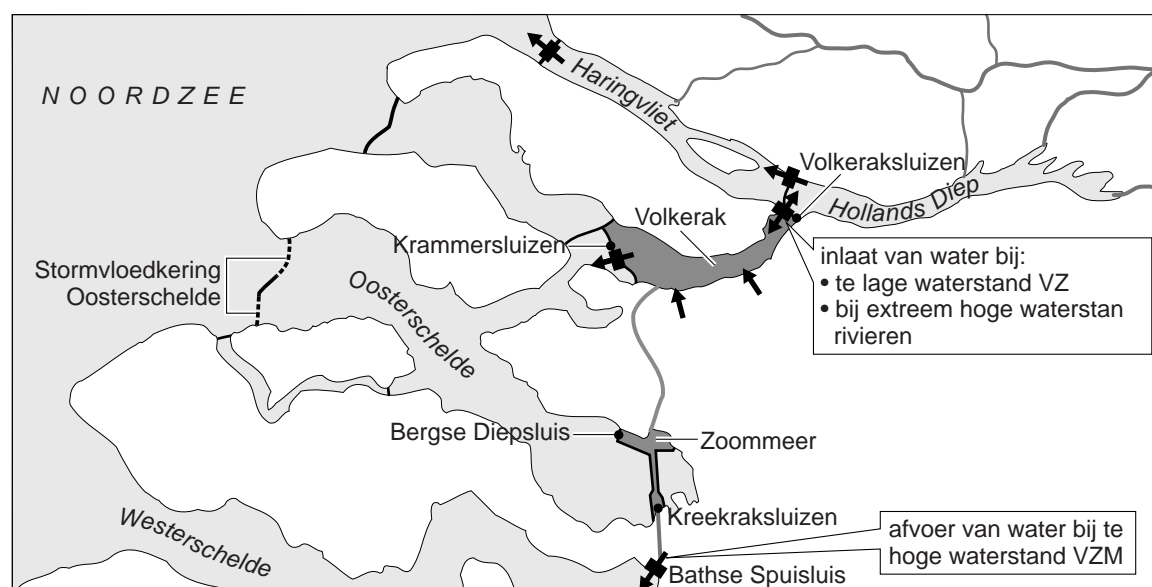 NOORDZEE
Haringvliet
Volkeraksluizen
Hollands Diep
Volkerak
Krammersluizen
inlaat van water bij:
• te lage waterstand VZ
• bij extreem hoge waterstan
rivieren
Stormvloedkering
Oosterschelde
Oosterschelde
Bergse Diepsluis
Zoommeer
Kreekraksluizen
Westerschelde
afvoer van water bij te
hoge waterstand VZM
Bathse Spuisluis